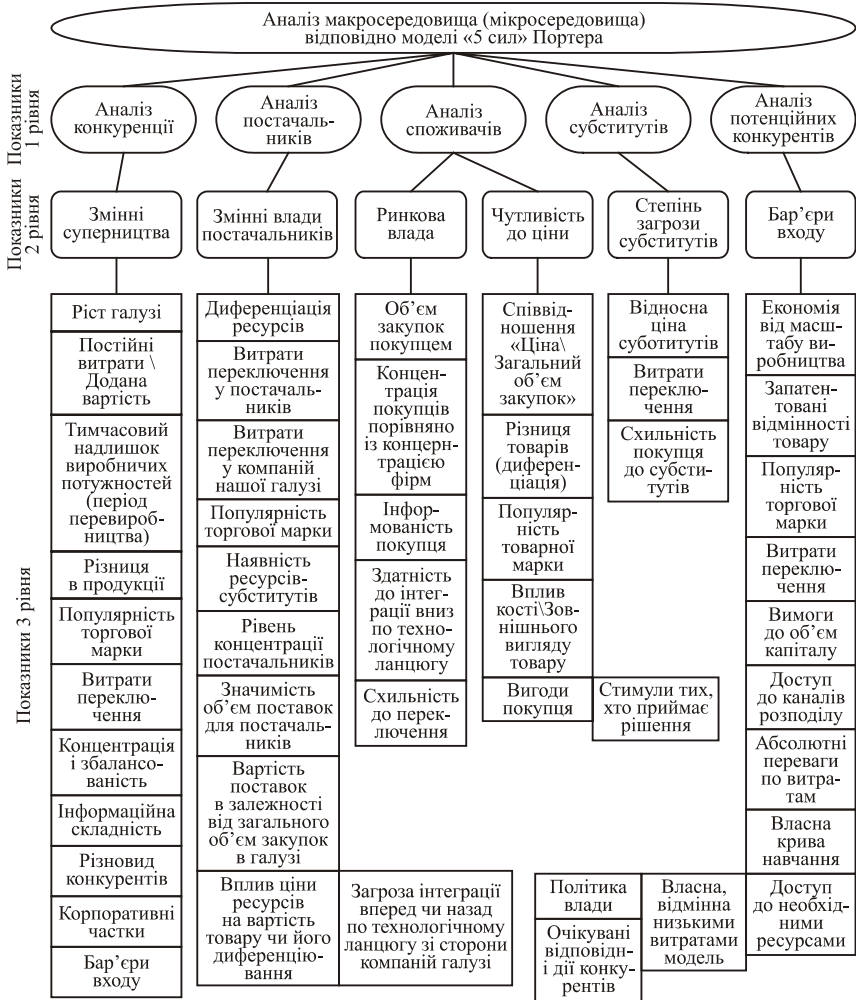 Аналіз макросередовища (мікросередовища)
відповідно моделі «5 сил» Портера
Показники
1 рівня
Аналіз
конкуренції
Аналіз
постачаль-
ників
Аналіз
споживачів
Аналіз
субститутів
Аналіз
потенційних
конкурентів
Показники
2 рівня
Змінні
суперництва
Змінні влади
постачальників
Ринкова
влада
Чутливість
до ціни
Степінь
загрози
субститутів
Бар’єри
входу
Показники 3 рівня
Ріст галузі
Постійні
витрати \
Додана
вартість
Тимчасовий
надлишок
виробничих
потужностей
(період
перевироб-
ництва)
Різниця
в продукції
Популярність
торгової
марки
Витрати
переклю-
чення
Концентрація
і збалансо-
ваність
Інформаційна
складність
Різновид
конкурентів
Корпоративні
частки
Бар’єри
входу
Диференціація
ресурсів
Витрати
переключення
у постачаль-
ників
Витрати
переключення
у компаній
нашої галузі
Популярність
торгової марки
Наявність
ресурсів-
субститутів
Рівень
концентрації
постачальників
Значимість
об’єм поставок
для постачаль-
ників
Вартість
поставок
в залежності
від загального
об’єм закупок
в галузі
Вплив ціни
ресурсів
на вартість
товару чи його
диференцію-
вання
Загроза інтеграції
вперед чи назад
по технологічному
ланцюгу зі сторони
компаній галузі
Об’єм
закупок
покупцем
Концен-
трація
покупців
порівняно
із концерн-
трацією
фірм
Інфор-
мованість
покупця
Здатність
до інтег-
рації вниз
по техно-
логічному
ланцюгу
Схильність
до перек-
лючення
Співвід-
ношення
«Ціна\
Загальний
об’єм
закупок»
Різниця
товарів
(диферен-
ціація)
Популяр-
ність
товарної
марки
Вплив
кості\Зов-
нішнього
вигляду
товару
Вигоди
покупця
Стимули тих,
хто приймає
рішення
Відносна
ціна
суботитутів
Витрати
переклю-
чення
Схильність
покупця
до субсти-
тутів
Економія
від масш-
табу ви-
робництва
Запатен-
товані
відмінності
товару
Популяр-
ність
торгової
марки
Витрати
переклю-
чення
Вимоги
до об’єм
капіталу
Доступ
до каналів
розподілу
Абсолютні
переваги
по витра-
там
Власна
крива
навчання
Доступ
до необхід-
ними
ресурсами
Політика
влади
Очікувані
відповідн-
і дії конку-
рентів
Власна,
відмінна
низькими
витратами
модель